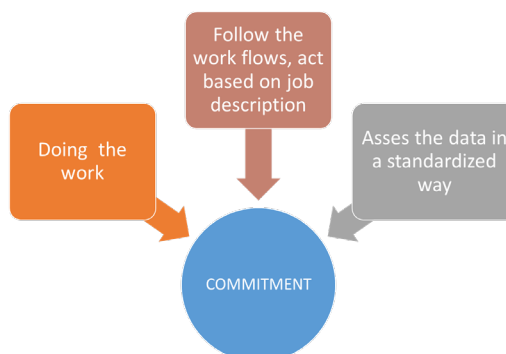 Follow the
work flows, act
based on job
description
Doing the
work
Asses the data in
a standardized
way
COMMITMENT